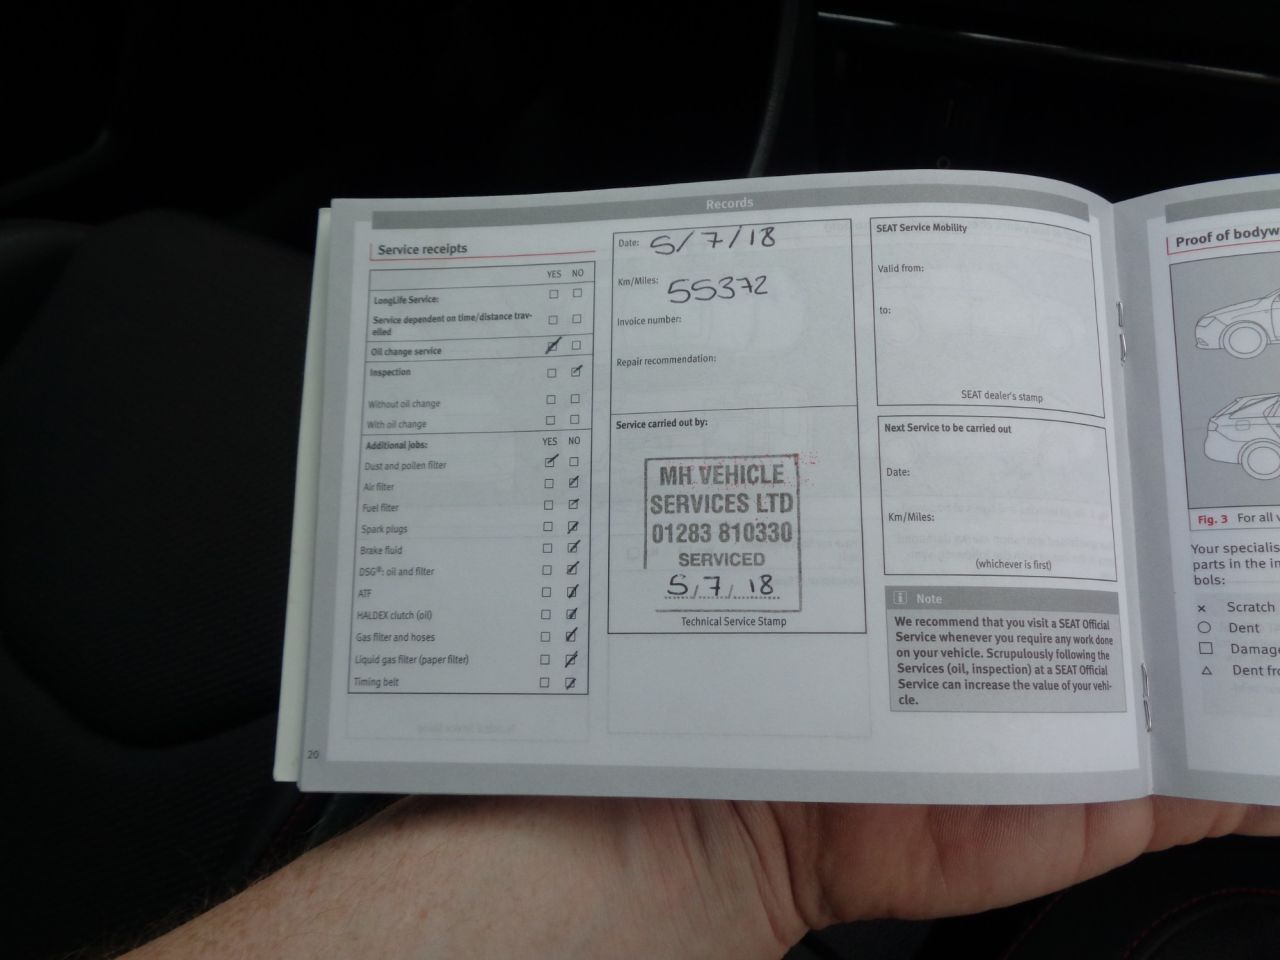 Records
Service receipts
YES NO
LongLife Service:
Service dependent on time/distance trav-
elled
Oil change service
Inspection
Without oil change
With oil change
Additional jobs: YES NO
Dust and pollen filter
Air filter
Fuel filter
Spark plugs
Brake fluid
DSG®: oil and filter
ATF
HALDEX clutch (oil)
Gas filter and hoses
Liquid gas filter (paper filter)
Timing belt
20
Date: 5/7/18
Km/Miles: 55372
Invoice number:
Repair recommendation:
Service carried out by:
MH VEHICLE
SERVICES LTD
01283 810330
SERVICED
5/7/18
Technical Service Stamp
SEAT Service Mobility
Valid from:
to:
SEAT dealer's stamp
Next Service to be carried out
Date:
Km/Miles:
(whichever is first)
i Note
We recommend that you visit a SEAT Official
Service whenever you require any work done
on your vehicle. Scrupulously following the
Services (oil, inspection) at a SEAT Official
Service can increase the value of your vehi-
cle.
Proof of bodyw
Fig. 3 For all v
Your specialis
parts in the in
bols:
× Scratch
○ Dent
□ Damage
△ Dent fro